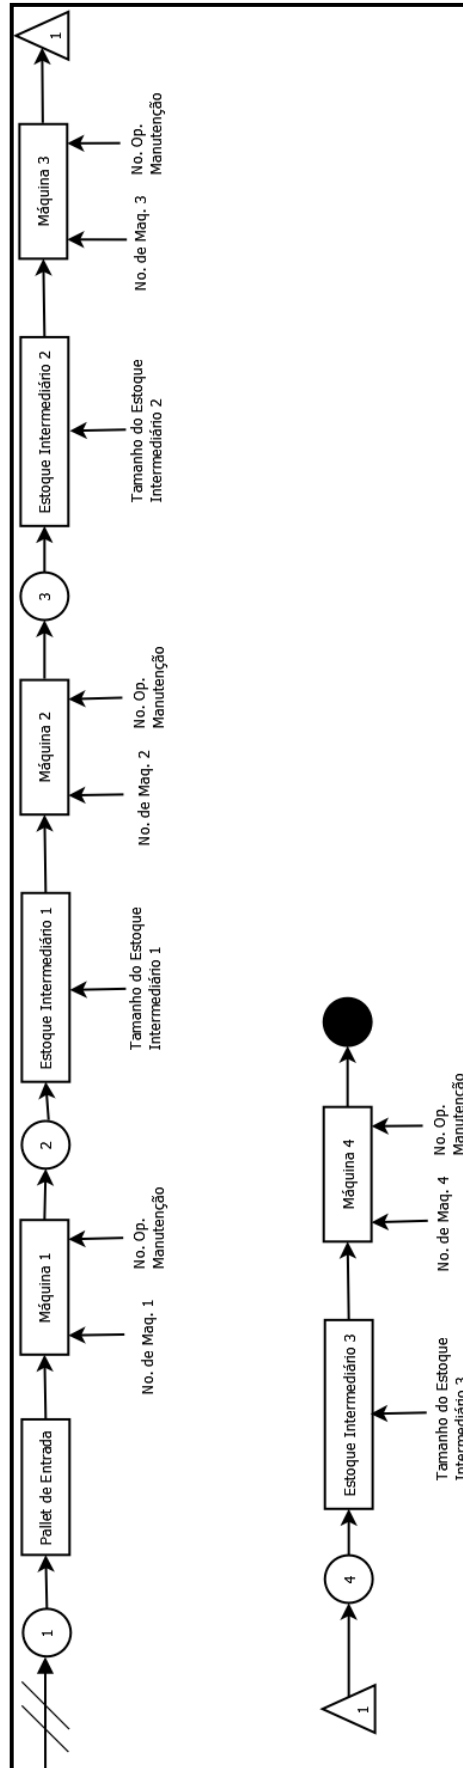 1
Pallet de Entrada
Máquina 1
2
Estoque Intermediário 1
Máquina 2
3
Estoque Intermediário 2
Máquina 3
1
No. de Maq. 1
No. Op.
Manutenção
Tamanho do Estoque
Intermediário 1
No. de Maq. 2
No. Op.
Manutenção
Tamanho do Estoque
Intermediário 2
No. de Maq. 3
No. Op.
Manutenção
1
4
Estoque Intermediário 3
Máquina 4
Tamanho do Estoque
Intermediário 3
No. de Maq. 4
No. Op.
Manutenção